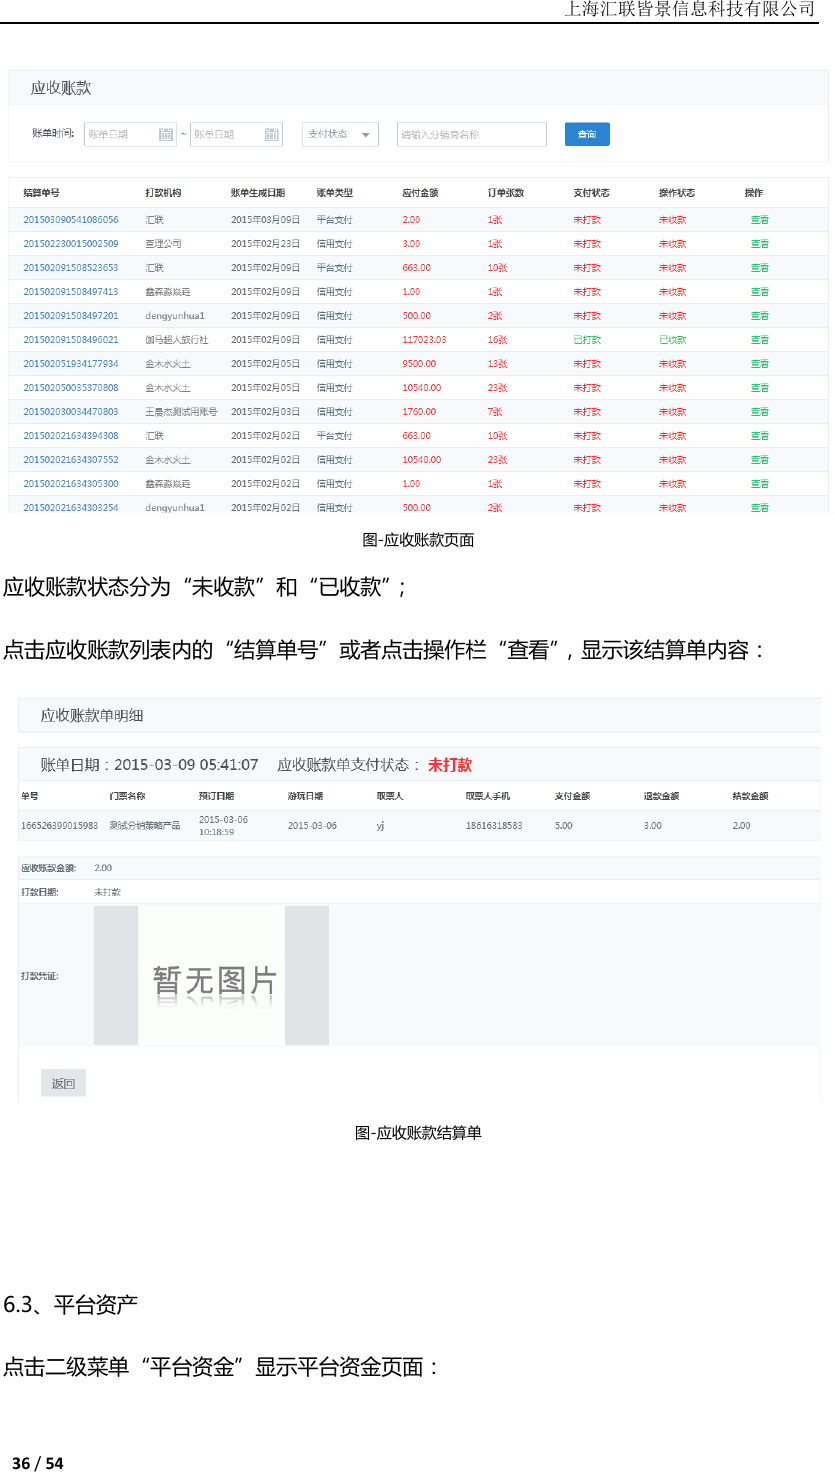 上海汇联皆景信息科技有限公司
应收账款
账单时间: 账单日期 ~ 账单日期 支付状态 请输入分销商名称 查询
结算单号 打款机构 账单生成日期 账单类型 应付金额 订单张数 支付状态 操作状态 操作
201503090541086056 汇联 2015年03月09日 平台支付 2.00 1张 未打款 未收款 查看
201502230015002509 查理公司 2015年02月23日 信用支付 3.00 1张 未打款 未收款 查看
201502091508523653 汇联 2015年02月09日 平台支付 663.00 10张 未打款 未收款 查看
201502091508497413 鑫森淼焱垚 2015年02月09日 信用支付 1.00 1张 未打款 未收款 查看
201502091508497201 dengyunhua1 2015年02月09日 信用支付 500.00 2张 未打款 未收款 查看
201502091508496021 伽马超人旅行社 2015年02月09日 信用支付 117023.03 16张 已打款 已收款 查看
201502051934177934 金木水火土 2015年02月05日 信用支付 9500.00 13张 未打款 未收款 查看
201502050035370808 金木水火土 2015年02月05日 信用支付 10540.00 23张 未打款 未收款 查看
201502030034470803 王晨杰测试用账号 2015年02月03日 信用支付 1760.00 7张 未打款 未收款 查看
201502021634394308 汇联 2015年02月02日 平台支付 663.00 10张 未打款 未收款 查看
201502021634307552 金木水火土 2015年02月02日 信用支付 10540.00 23张 未打款 未收款 查看
201502021634305300 鑫森淼焱垚 2015年02月02日 信用支付 1.00 1张 未打款 未收款 查看
201502021634303254 dengyunhua1 2015年02月02日 信用支付 500.00 2张 未打款 未收款 查看
图-应收账款页面
应收账款状态分为“未收款”和“已收款”；
点击应收账款列表内的“结算单号”或者点击操作栏“查看”，显示该结算单内容：
应收账款单明细
账单日期：2015-03-09 05:41:07 应收账款单支付状态： 未打款
单号 门票名称 预订日期 游玩日期 取票人 取票人手机 支付金额 退款金额 结款金额
166526399015983 测试分销策略产品 2015-03-06 10:18:59 2015-03-06 yj 18616318583 5.00 3.00 2.00
应收账款金额: 2.00
打款日期: 未打款
打款凭证: 暂无图片
返回
图-应收账款结算单
6.3、平台资产
点击二级菜单“平台资金”显示平台资金页面：
36 / 54